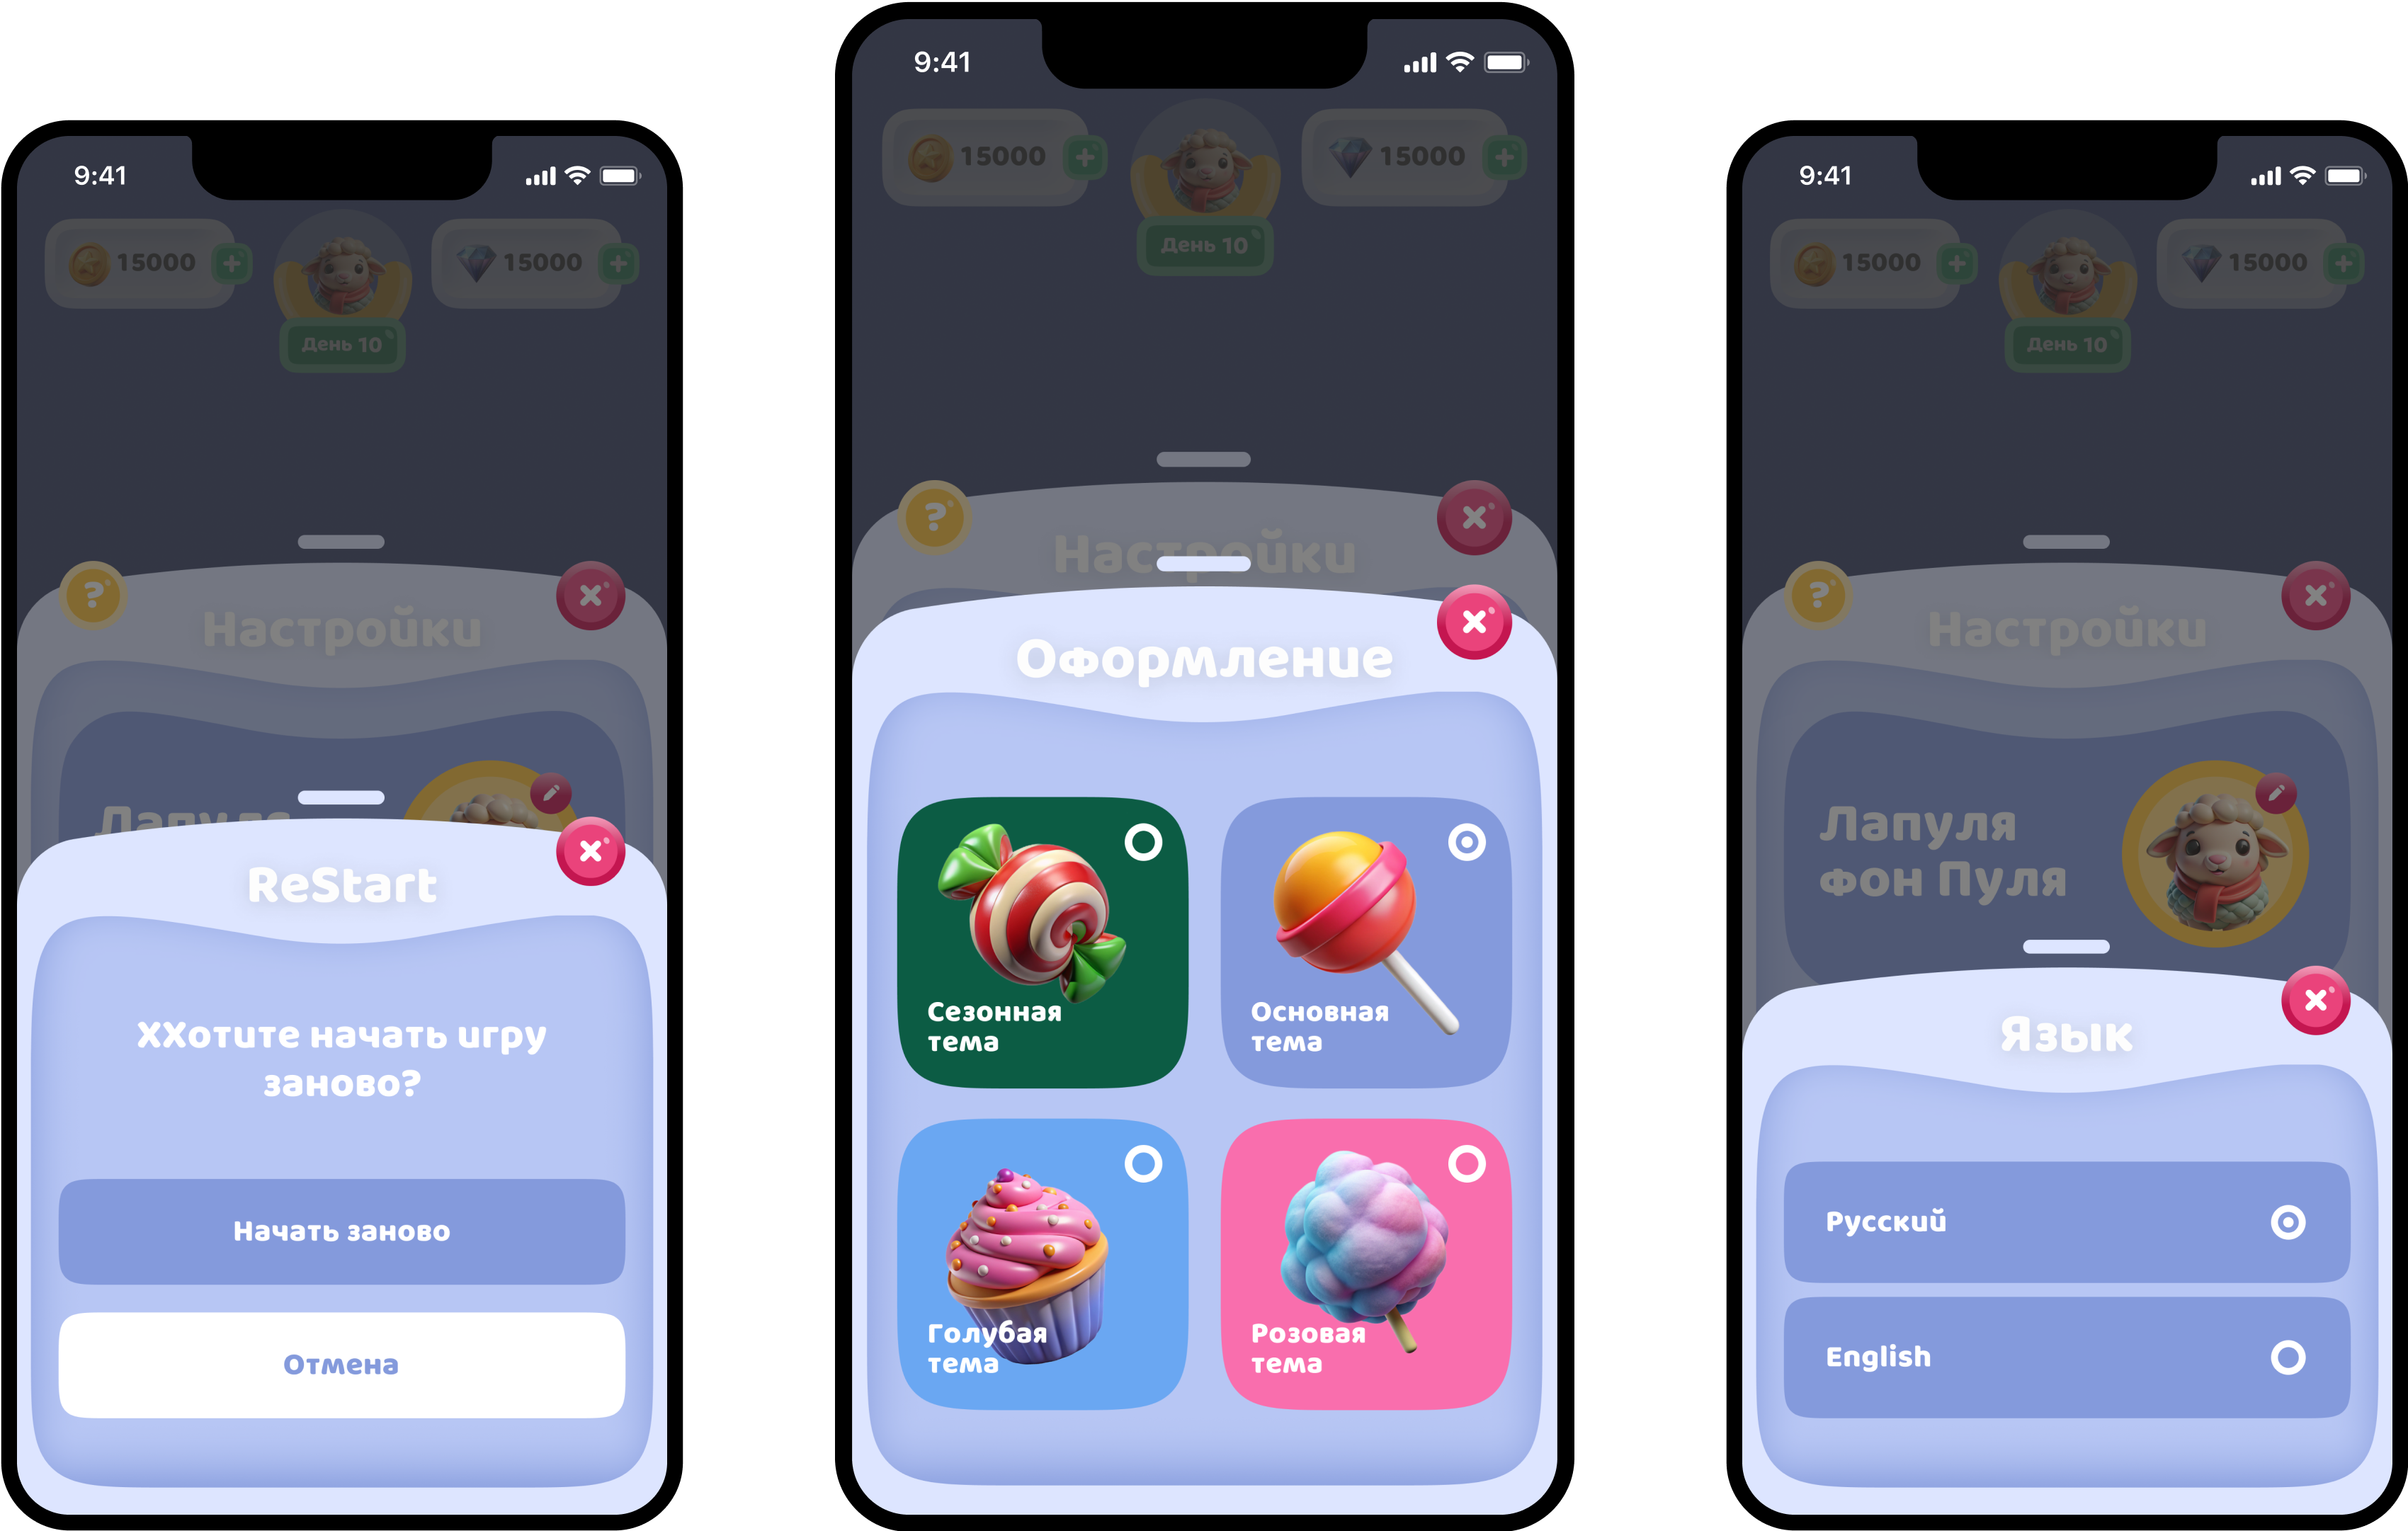 9:41
15000
15000
День 10
?
Настройки
Лапуля
ReStart
ХХотите начать игру
заново?
Начать заново
Отмена
9:41
15000
15000
День 10
?
Настройки
Оформление
Сезонная
тема
Основная
тема
Голубая
тема
Розовая
тема
9:41
15000
15000
День 10
?
Настройки
Лапуля
фон Пуля
Язык
Русский
English